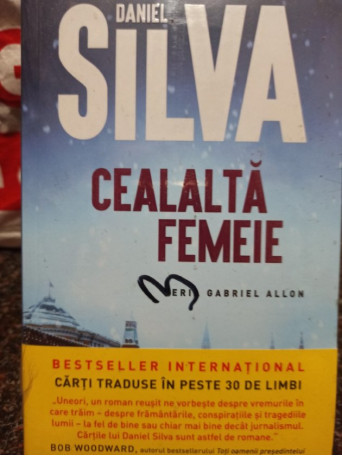 DANIEL
SILVA
CEALALTĂ
FEMEIE
GABRIEL ALLON
BESTSELLER INTERNAȚIONAL
CĂRȚI TRADUSE ÎN PESTE 30 DE LIMBI
„Uneori, un roman reușit ne vorbește despre vremurile în
care trăim – despre frământările, conspirațiile și tragediile
lumii – la fel de bine sau chiar mai bine decât jurnalismul.
Cărțile lui Daniel Silva sunt astfel de romane."
BOB WOODWARD, autorul bestsellerului Toți oamenii președintelui